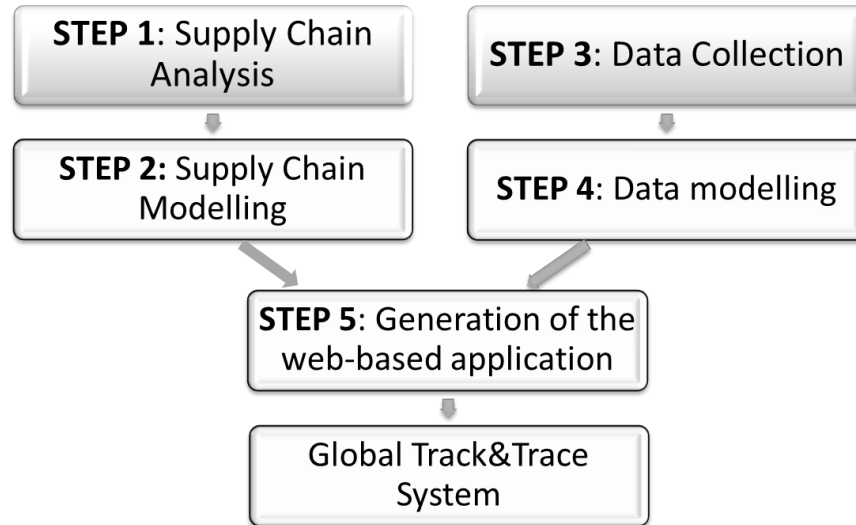 STEP 1: Supply Chain
Analysis
STEP 3: Data Collection
STEP 2: Supply Chain
Modelling
STEP 4: Data modelling
STEP 5: Generation of the
web-based application
Global Track&Trace
System